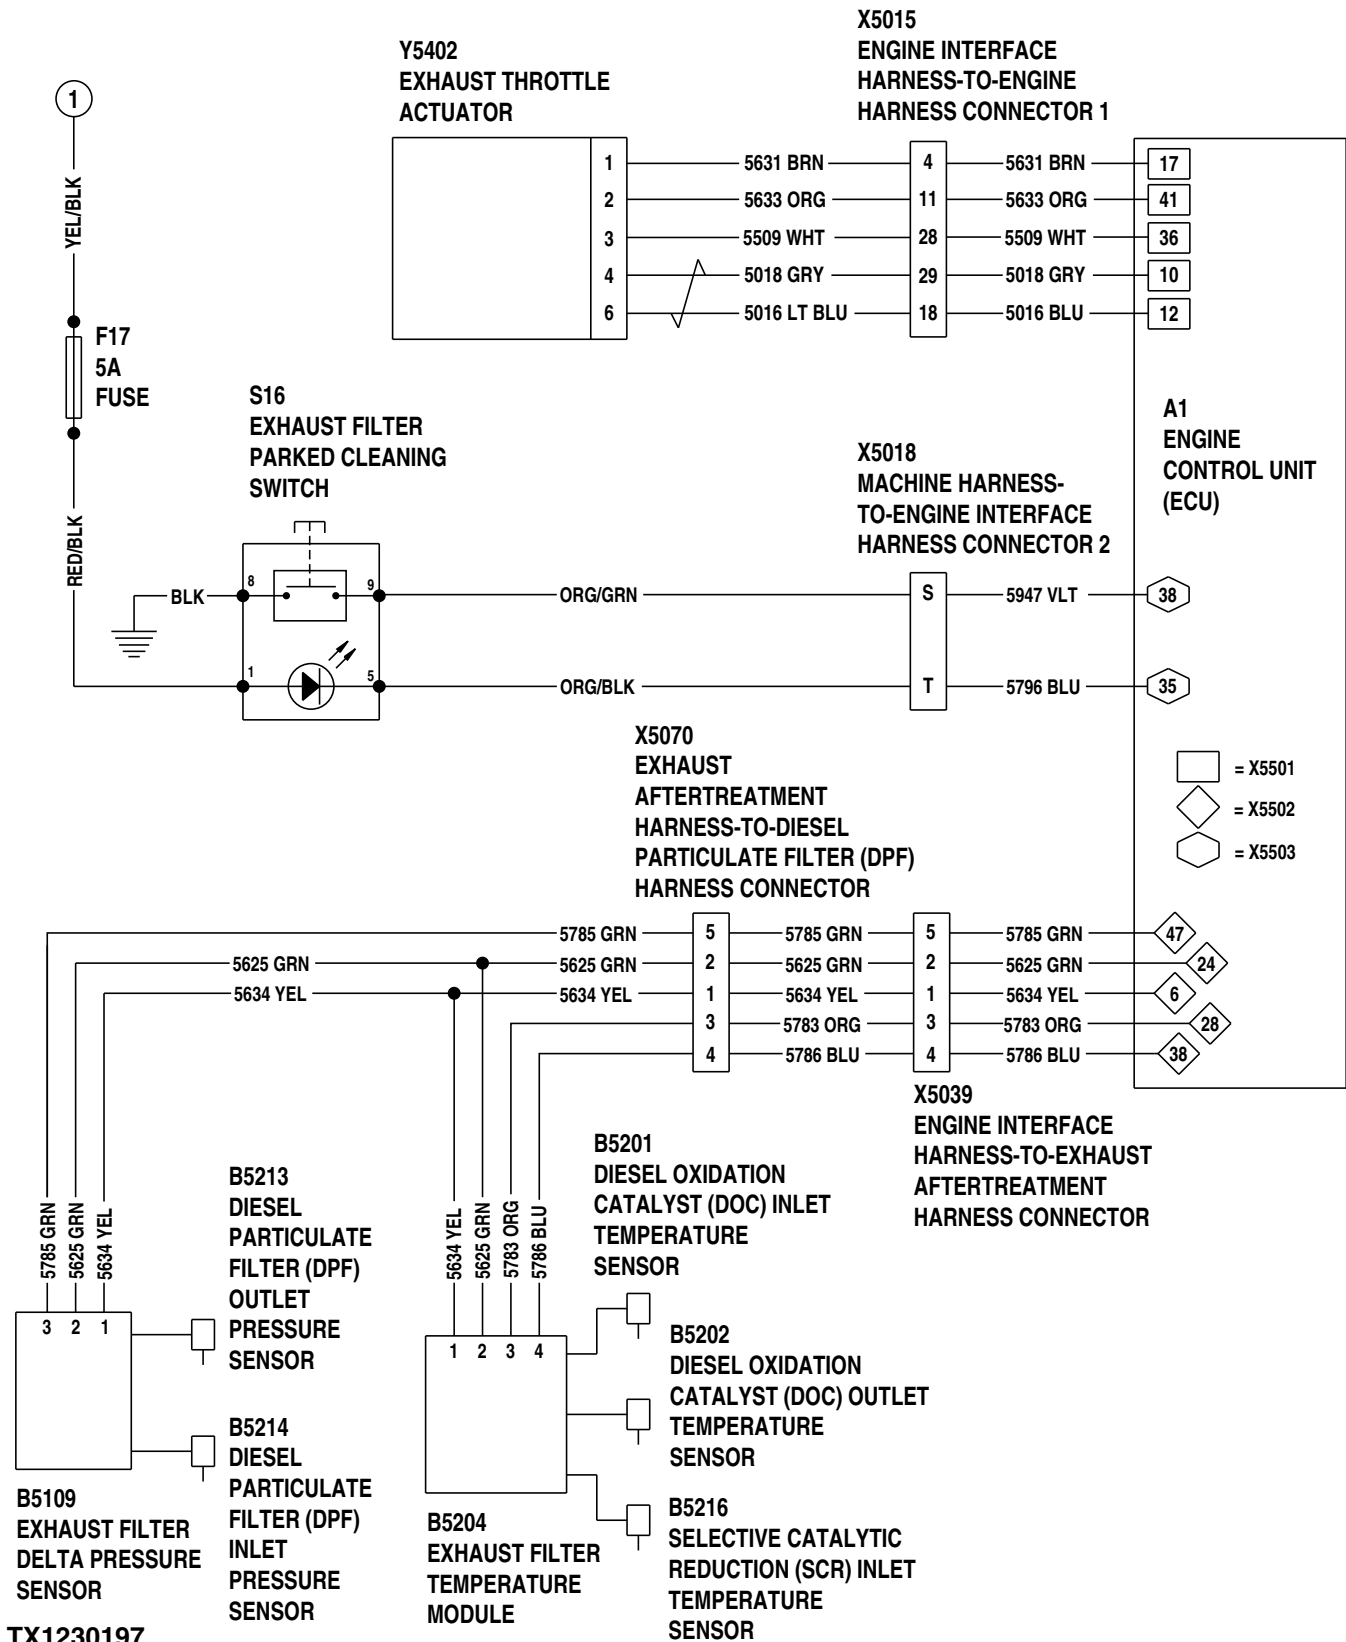 X5015
ENGINE INTERFACE
HARNESS-TO-ENGINE
HARNESS CONNECTOR 1
Y5402
EXHAUST THROTTLE
ACTUATOR
1
YEL/BLK
F17
5A
FUSE
RED/BLK
1 5631 BRN 4 5631 BRN 17
2 5633 ORG 11 5633 ORG 41
3 5509 WHT 28 5509 WHT 36
4 5018 GRY 29 5018 GRY 10
6 5016 LT BLU 18 5016 BLU 12
S16
EXHAUST FILTER
PARKED CLEANING
SWITCH
A1
ENGINE
CONTROL UNIT
(ECU)
X5018
MACHINE HARNESS-
TO-ENGINE INTERFACE
HARNESS CONNECTOR 2
BLK 8 9 ORG/GRN S 5947 VLT 38
1 5 ORG/BLK T 5796 BLU 35
= X5501
= X5502
= X5503
X5070
EXHAUST
AFTERTREATMENT
HARNESS-TO-DIESEL
PARTICULATE FILTER (DPF)
HARNESS CONNECTOR
5785 GRN 5 5785 GRN 5 5785 GRN 47
5625 GRN 5625 GRN 2 5625 GRN 2 5625 GRN 24
5634 YEL 5634 YEL 1 5634 YEL 1 5634 YEL 6
3 5783 ORG 3 5783 ORG 28
4 5786 BLU 4 5786 BLU 38
X5039
ENGINE INTERFACE
HARNESS-TO-EXHAUST
AFTERTREATMENT
HARNESS CONNECTOR
5785 GRN
5625 GRN
5634 YEL
3 2 1
B5213
DIESEL
PARTICULATE
FILTER (DPF)
OUTLET
PRESSURE
SENSOR
5634 YEL
5625 GRN
5783 ORG
5786 BLU
1 2 3 4
B5201
DIESEL OXIDATION
CATALYST (DOC) INLET
TEMPERATURE
SENSOR
B5202
DIESEL OXIDATION
CATALYST (DOC) OUTLET
TEMPERATURE
SENSOR
B5214
DIESEL
PARTICULATE
FILTER (DPF)
INLET
PRESSURE
SENSOR
B5109
EXHAUST FILTER
DELTA PRESSURE
SENSOR
B5204
EXHAUST FILTER
TEMPERATURE
MODULE
B5216
SELECTIVE CATALYTIC
REDUCTION (SCR) INLET
TEMPERATURE
SENSOR
TX1230197